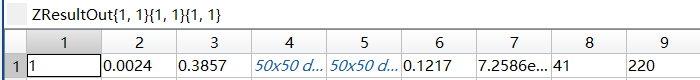 ZResultOut{1, 1}{1, 1}{1, 1}
1 2 3 4 5 6 7 8 9
1 1 0.0024 0.3857 50x50 d... 50x50 d... 0.1217 7.2586e... 41 220